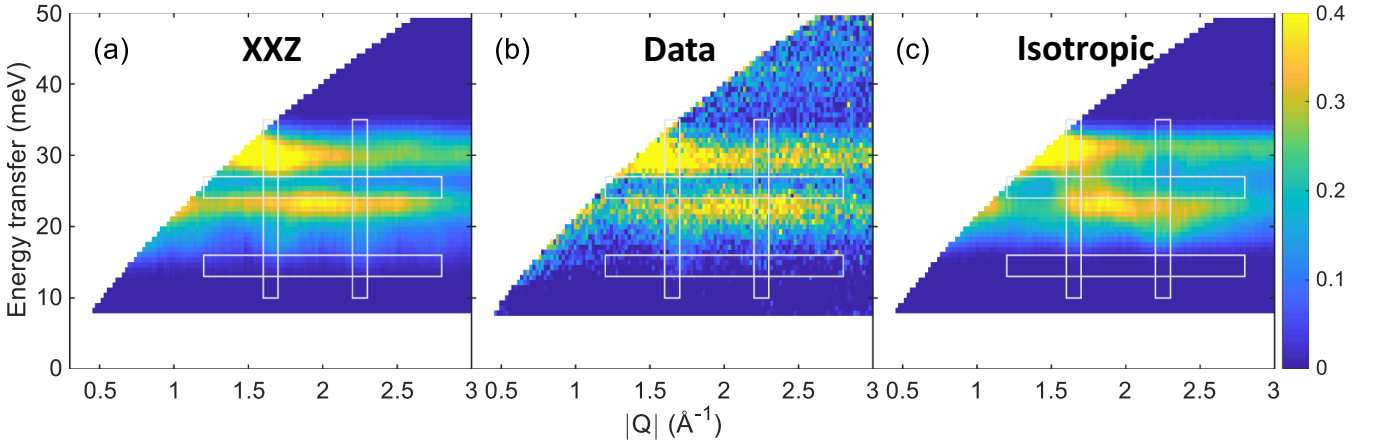 (a) XXZ
(b) Data
(c) Isotropic
Energy transfer (meV)
50
40
30
20
10
0
0.5 1 1.5 2 2.5 3
0.5 1 1.5 2 2.5 3
0.5 1 1.5 2 2.5 3
|Q| (Å⁻¹)
0.4
0.3
0.2
0.1
0